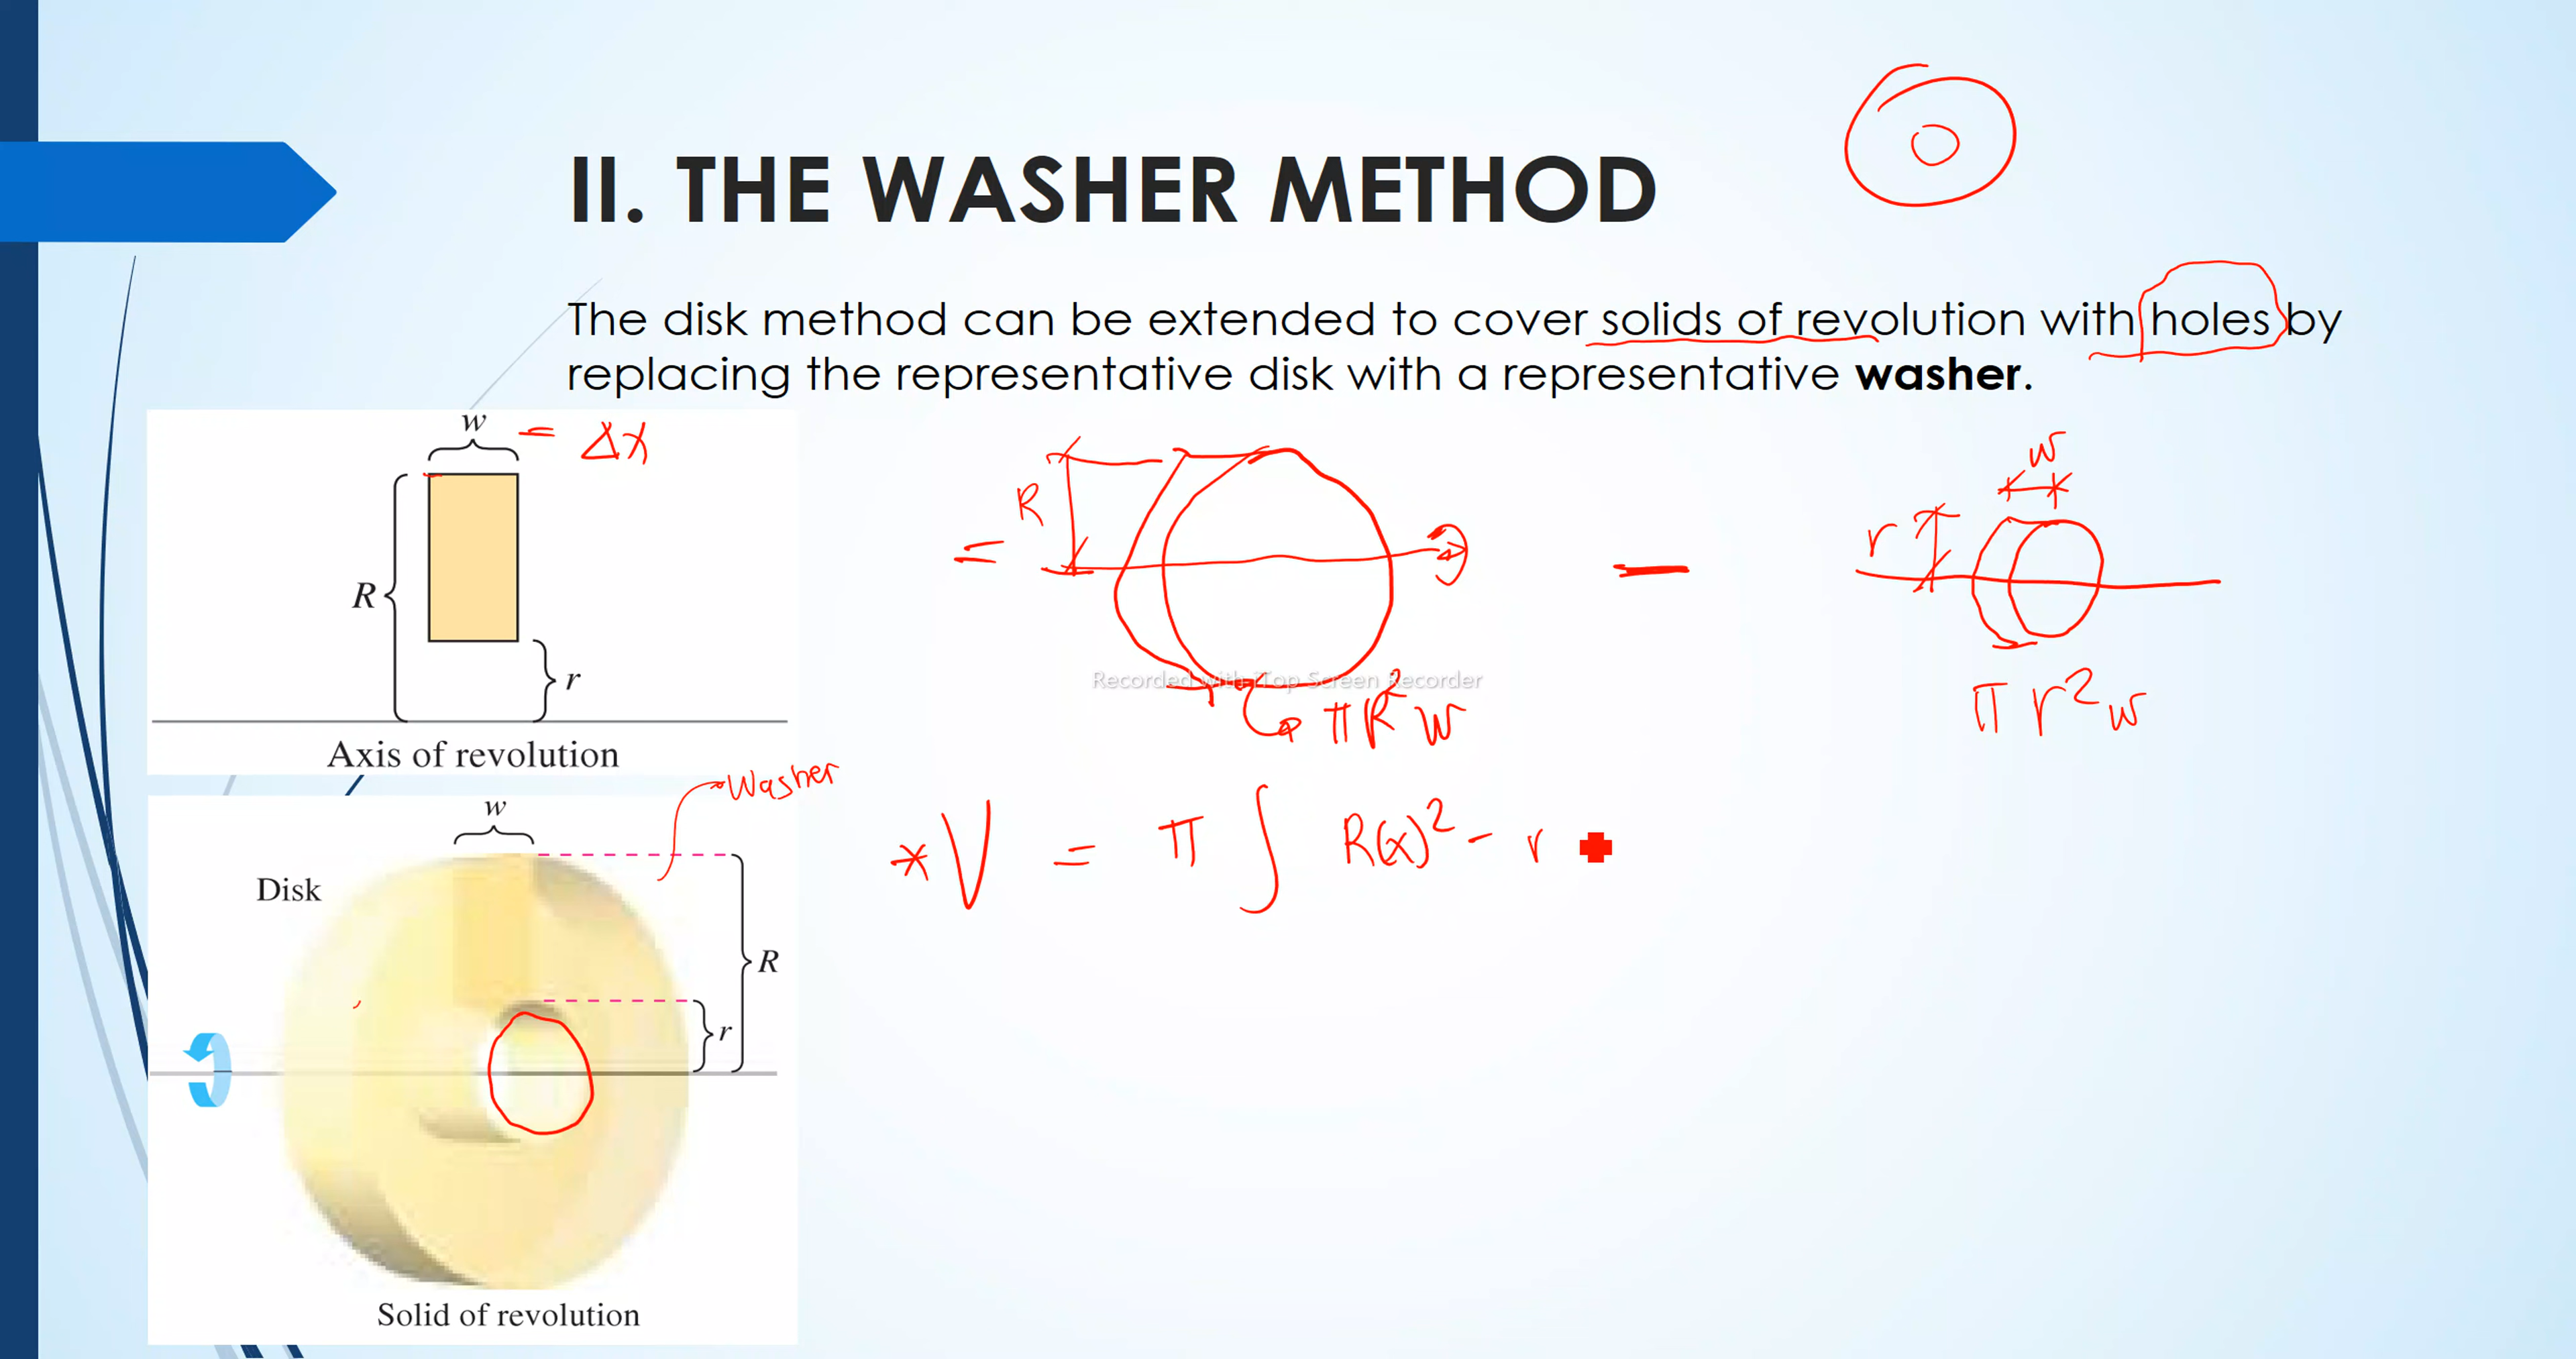 II. THE WASHER METHOD
The disk method can be extended to cover solids of revolution with holes by
replacing the representative disk with a representative washer.
w = Δx
R
r
Axis of revolution
= R
−
r
w
Recorded with iTop Screen Recorder
πR²w
πr²w
Washer
w
Disk
R
r
Solid of revolution
*V = π∫ R(x)² - r